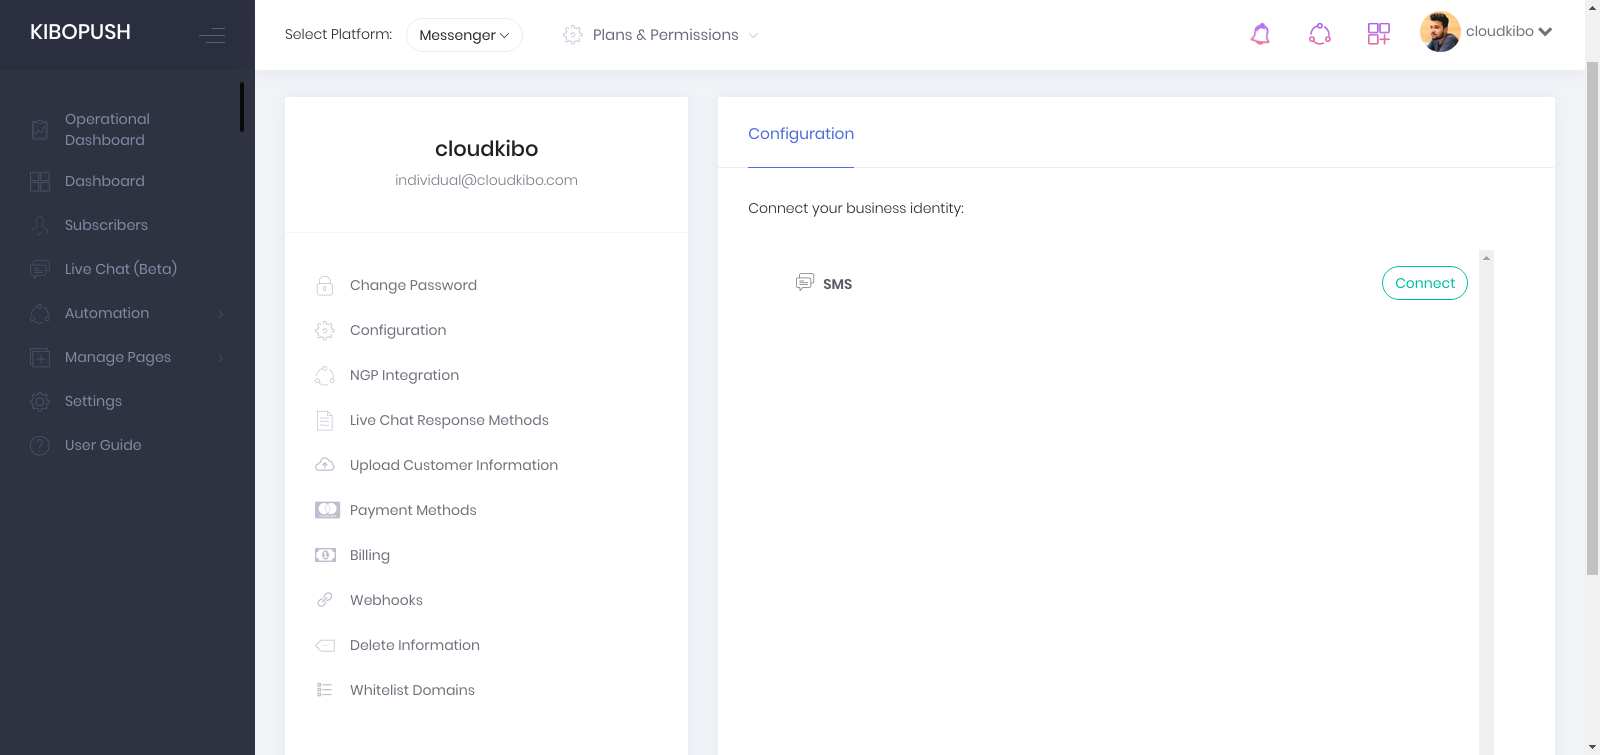 KIBOPUSH
Select Platform:
Messenger
Plans & Permissions
cloudkibo
Operational
Dashboard
Dashboard
Subscribers
Live Chat (Beta)
Automation
Manage Pages
Settings
User Guide
cloudkibo
individual@cloudkibo.com
Change Password
Configuration
NGP Integration
Live Chat Response Methods
Upload Customer Information
Payment Methods
Billing
Webhooks
Delete Information
Whitelist Domains
Configuration
Connect your business identity:
SMS
Connect